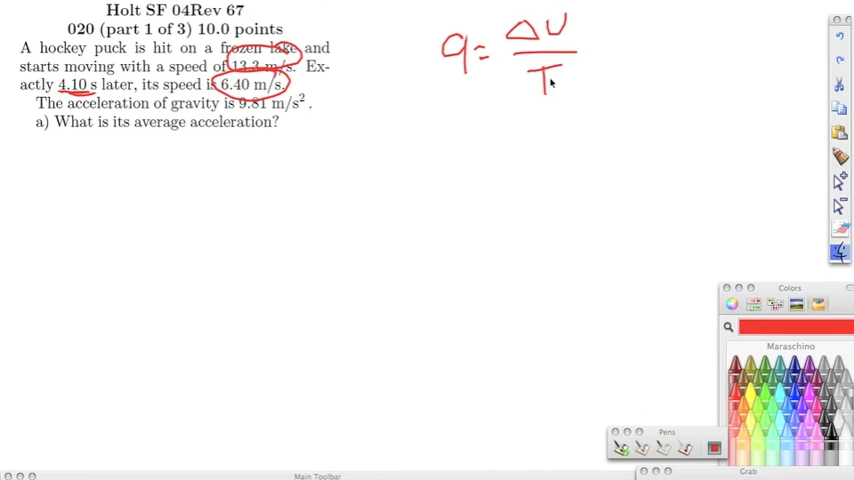 Holt SF 04Rev 67
020 (part 1 of 3) 10.0 points
A hockey puck is hit on a frozen lake and
starts moving with a speed of 13.3 m/s. Ex-
actly 4.10 s later, its speed is 6.40 m/s.
The acceleration of gravity is 9.81 m/s².
a) What is its average acceleration?
a = ΔV
T
Colors
Maraschino
Pens
Grab
Main Toolbar